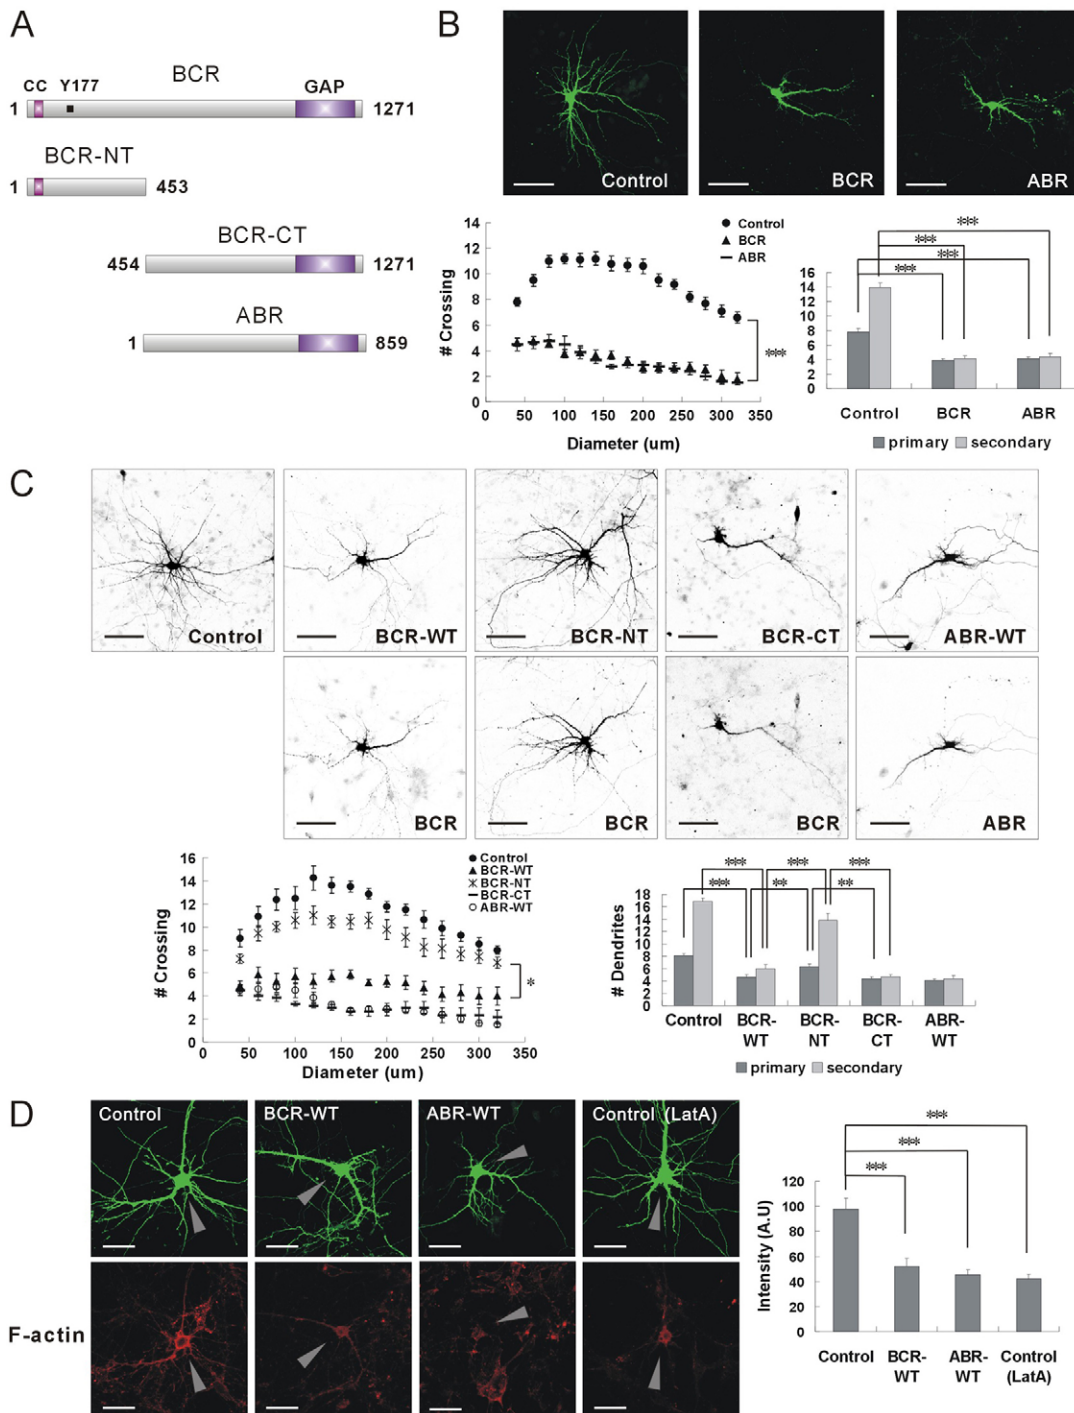 A
BCR
CC Y177 GAP
1 1271
BCR-NT
1 453
BCR-CT
454 1271
ABR
1 859
B
Control BCR ABR
# Crossing
14
12
10
8
6
4
2
0
0 50 100 150 200 250 300 350
Diameter (um)
Control
BCR
ABR
***
***
***
***
***
16
14
12
10
8
6
4
2
0
Control BCR ABR
primary secondary
C
Control BCR-WT BCR-NT BCR-CT ABR-WT
BCR BCR BCR ABR
# Crossing
16
14
12
10
8
6
4
2
0
0 50 100 150 200 250 300 350
Diameter (um)
Control
BCR-WT
BCR-NT
BCR-CT
ABR-WT
*
*** *** ***
*** ** **
# Dendrites
18
16
14
12
10
8
6
4
2
0
Control BCR-WT BCR-NT BCR-CT ABR-WT
primary secondary
D
Control BCR-WT ABR-WT Control (LatA)
F-actin
***
***
***
Intensity (A.U)
120
100
80
60
40
20
0
Control BCR-WT ABR-WT Control (LatA)